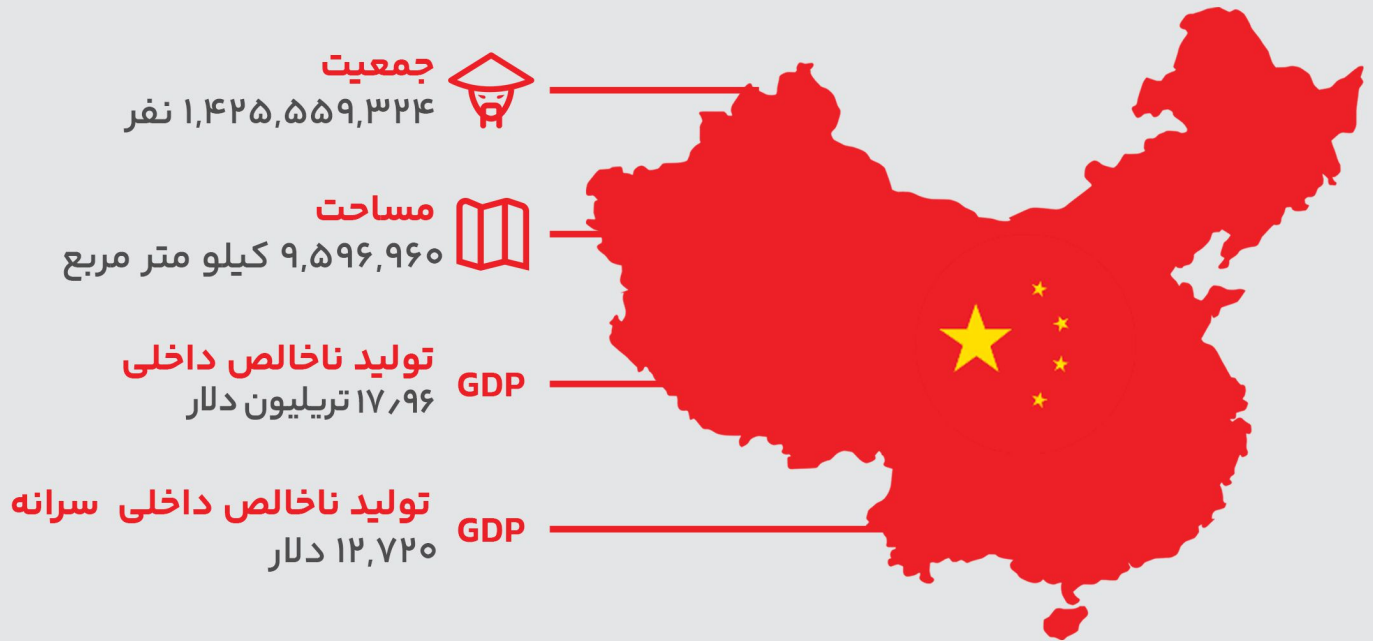 جمعیت
۱,۴۲۵,۵۵۹,۳۲۴ نفر
مساحت
۹,۵۹۶,۹۶۰ کیلو متر مربع
تولید ناخالص داخلی
GDP
۱۷٫۹۶ تریلیون دلار
تولید ناخالص داخلی سرانه
GDP
۱۲,۷۲۰ دلار